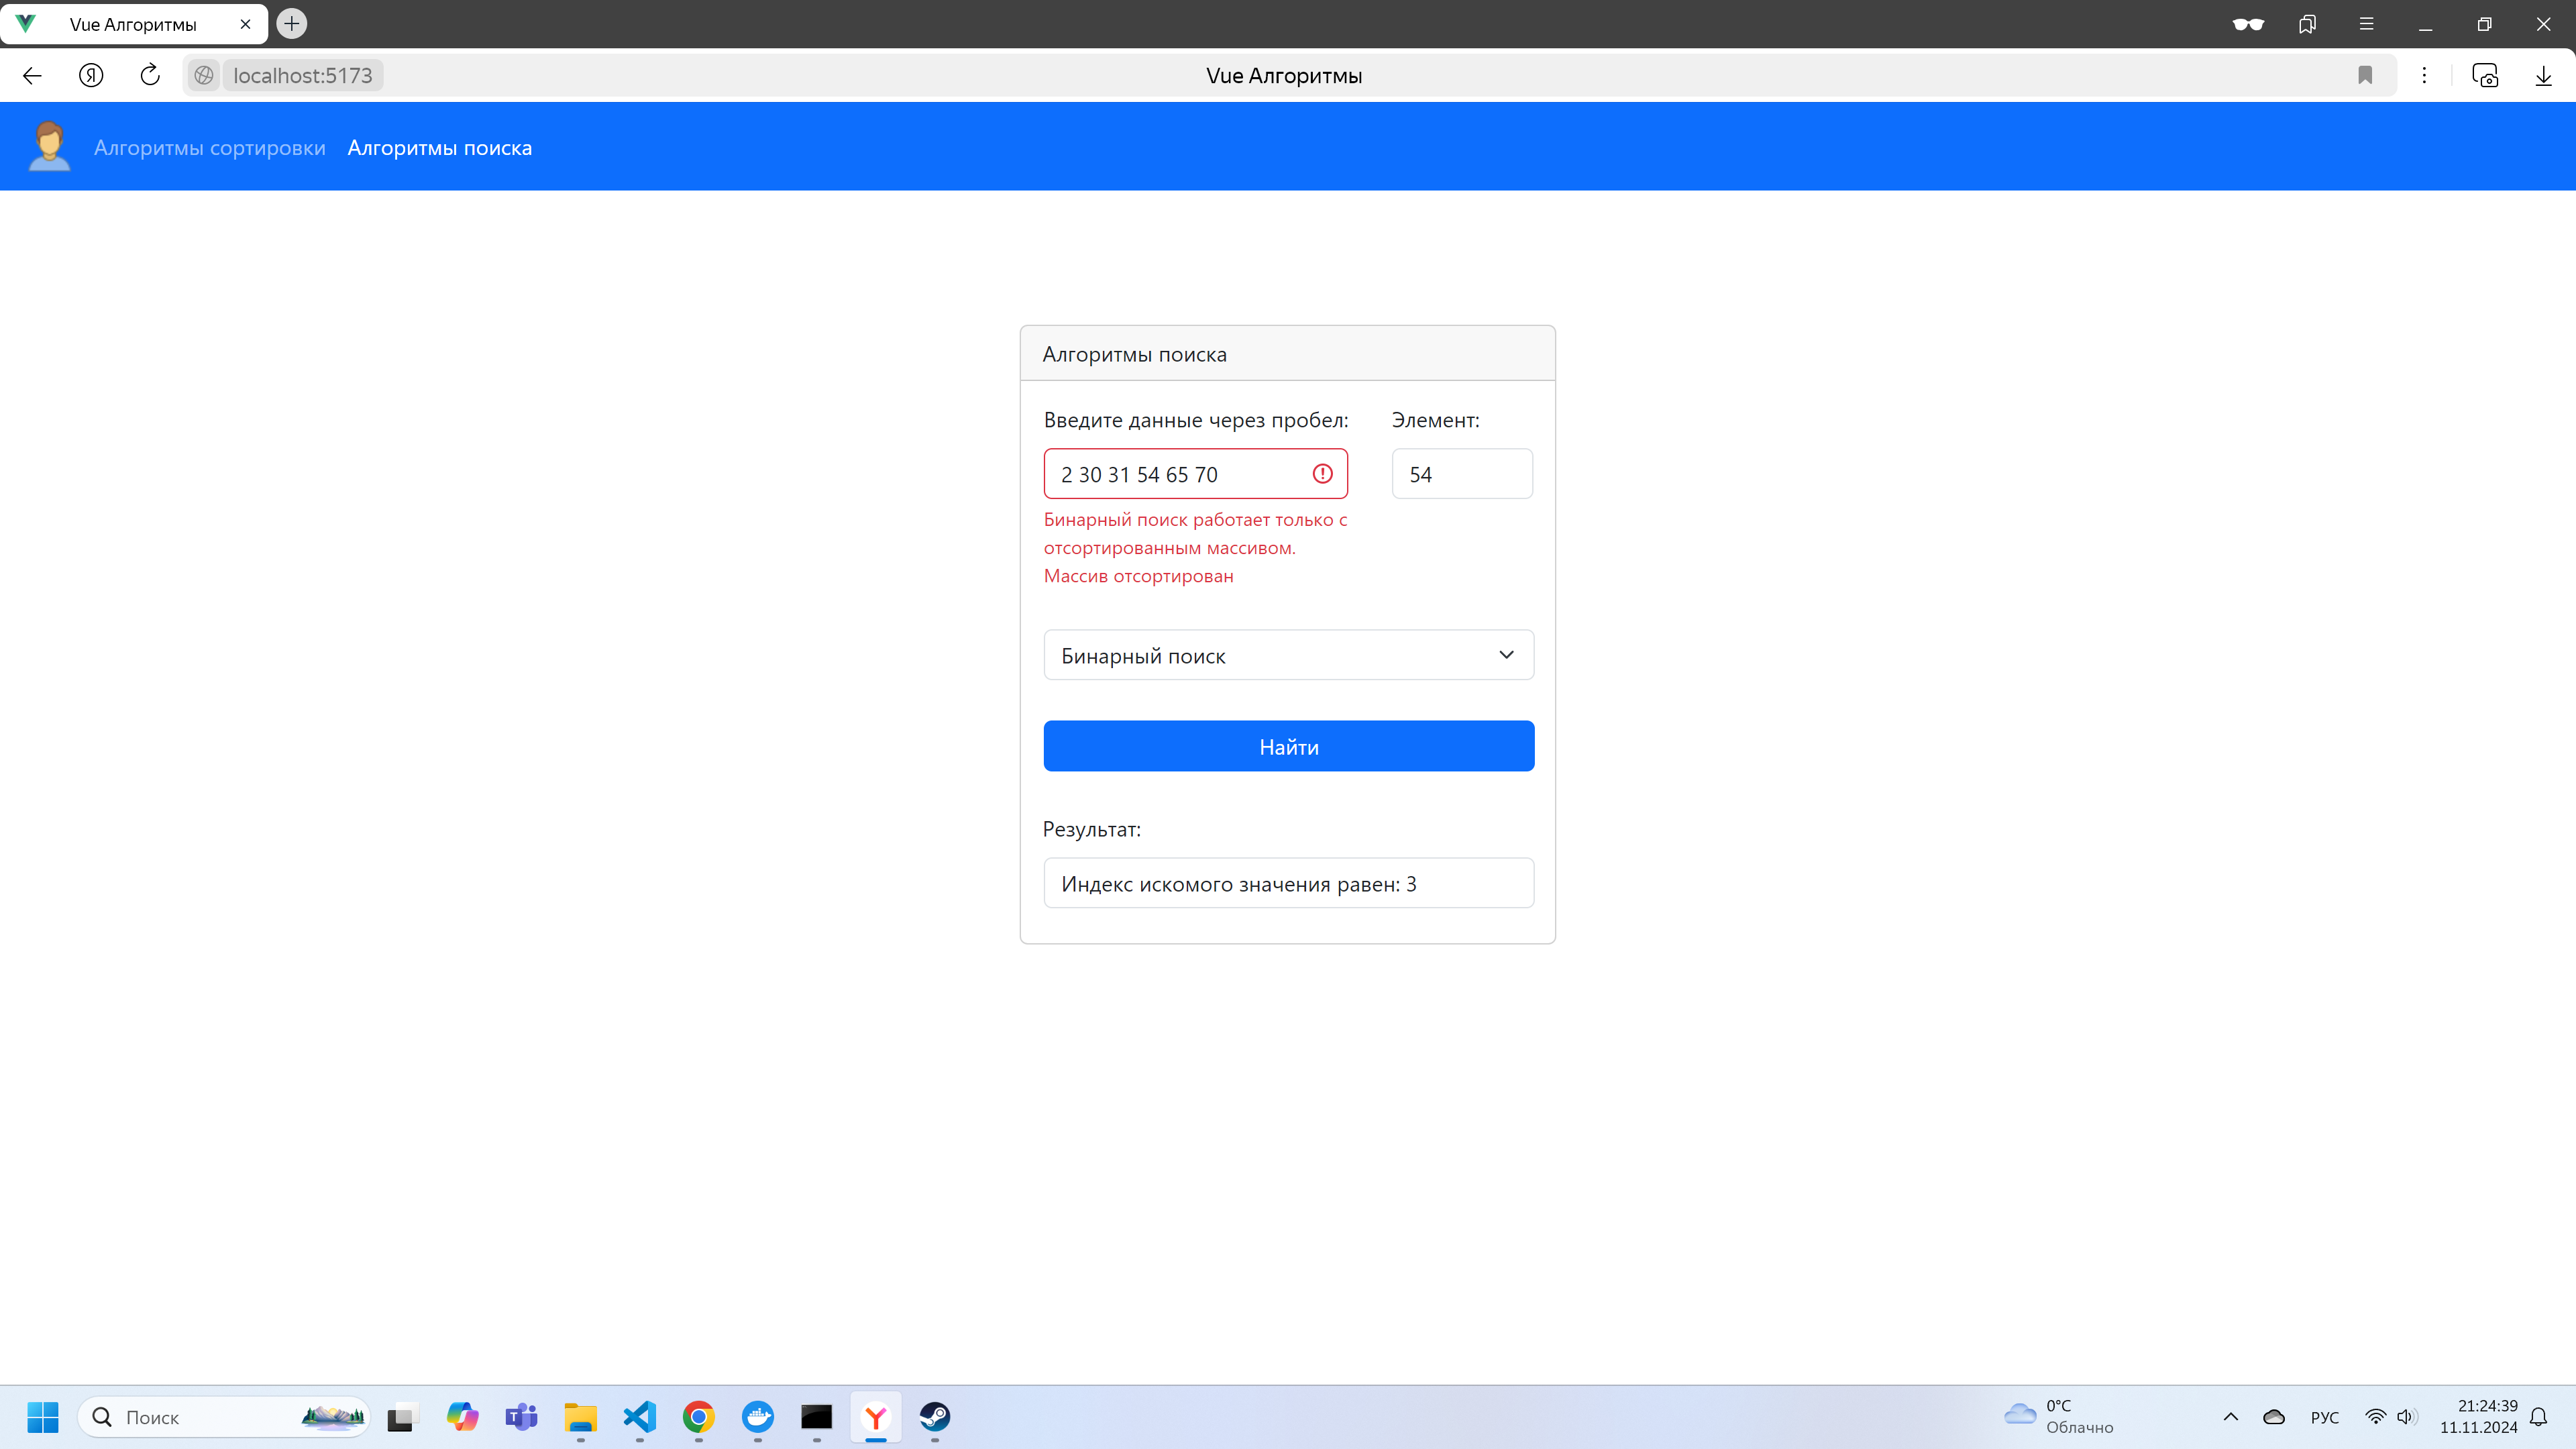 Vue Алгоритмы
localhost:5173
Vue Алгоритмы
Алгоритмы сортировки
Алгоритмы поиска
Алгоритмы поиска
Введите данные через пробел:
Элемент:
2 30 31 54 65 70
54
Бинарный поиск работает только с
отсортированным массивом.
Массив отсортирован
Бинарный поиск
Найти
Результат:
Индекс искомого значения равен: 3
Поиск
0°C
Облачно
РУС
21:24:39
11.11.2024